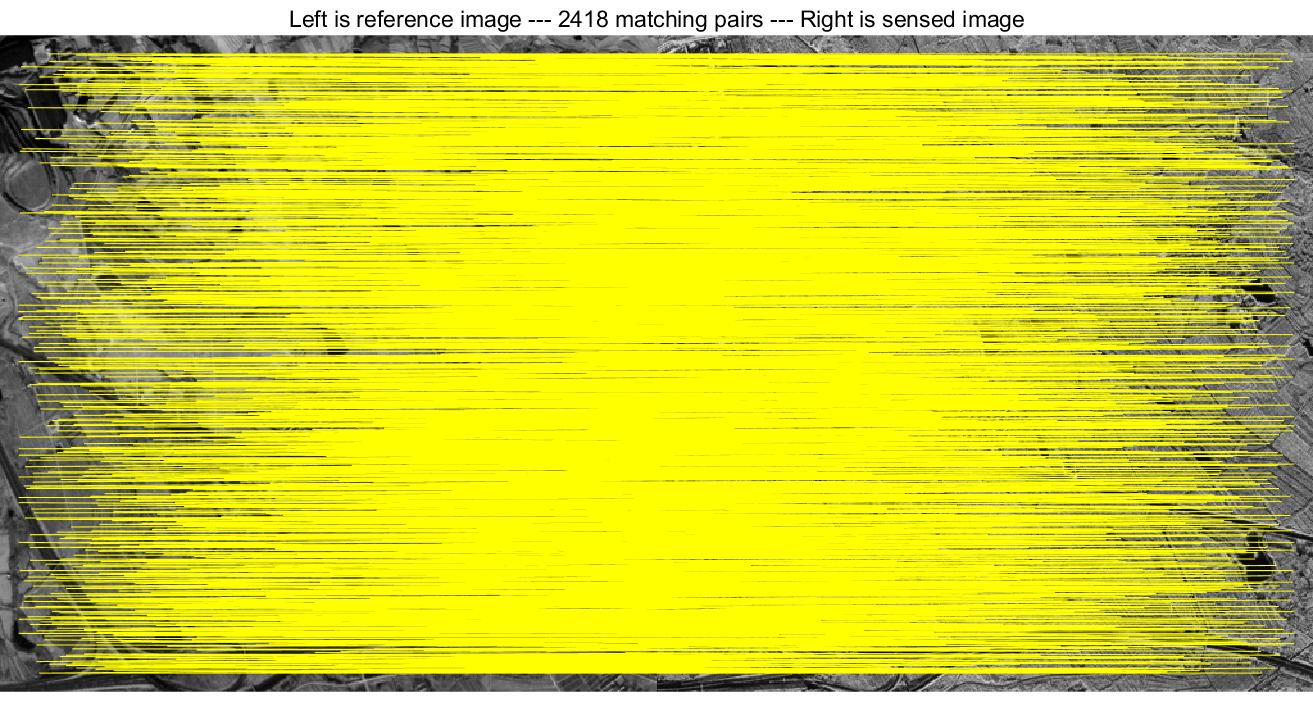 Left is reference image --- 2418 matching pairs --- Right is sensed image